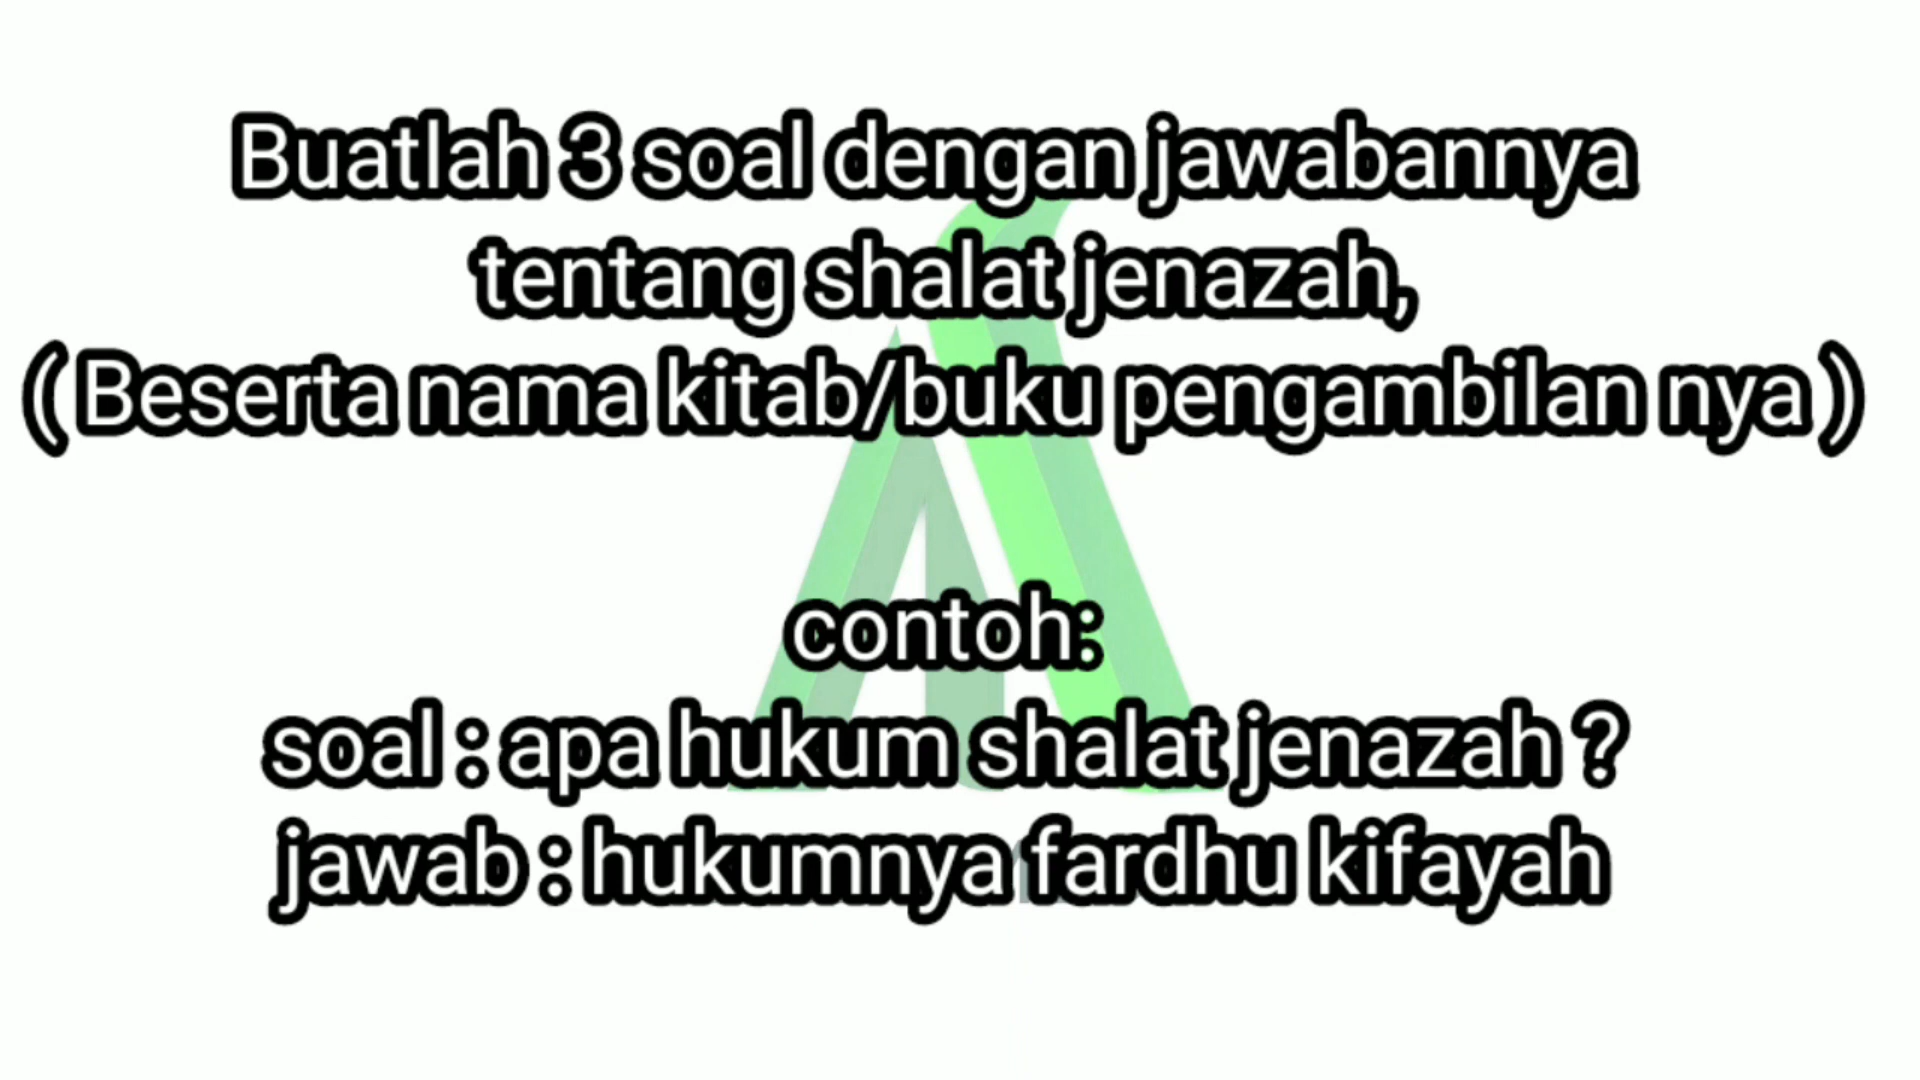 Buatlah 3 soal dengan jawabannya
tentang shalat jenazah,
( Beserta nama kitab/buku pengambilan nya )
contoh:
soal : apa hukum shalat jenazah ?
jawab : hukumnya fardhu kifayah